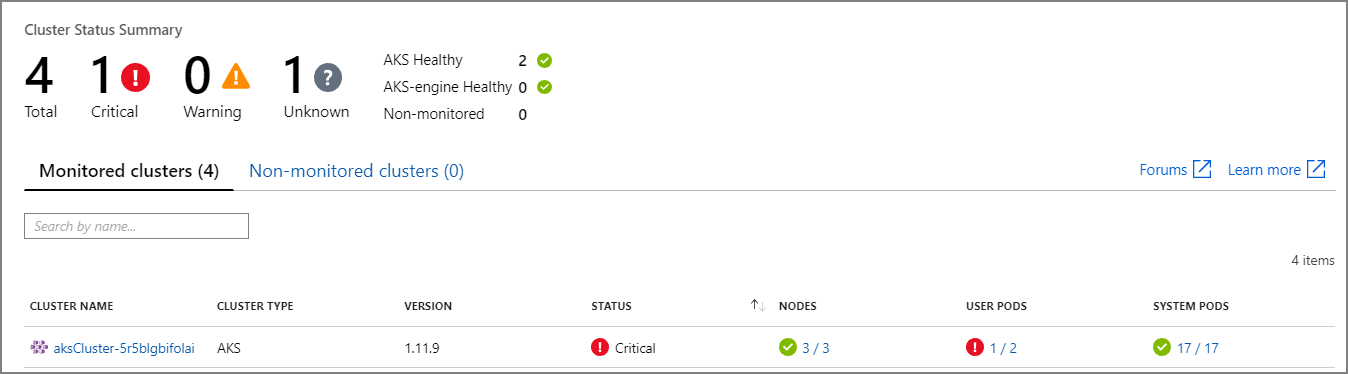 Cluster Status Summary
4 1 0 1
Total Critical Warning Unknown
AKS Healthy 2
AKS-engine Healthy 0
Non-monitored 0
Monitored clusters (4) Non-monitored clusters (0) Forums Learn more
Search by name...
4 items
CLUSTER NAME CLUSTER TYPE VERSION STATUS NODES USER PODS SYSTEM PODS
aksCluster-5r5blgbifolai AKS 1.11.9 Critical 3 / 3 1 / 2 17 / 17